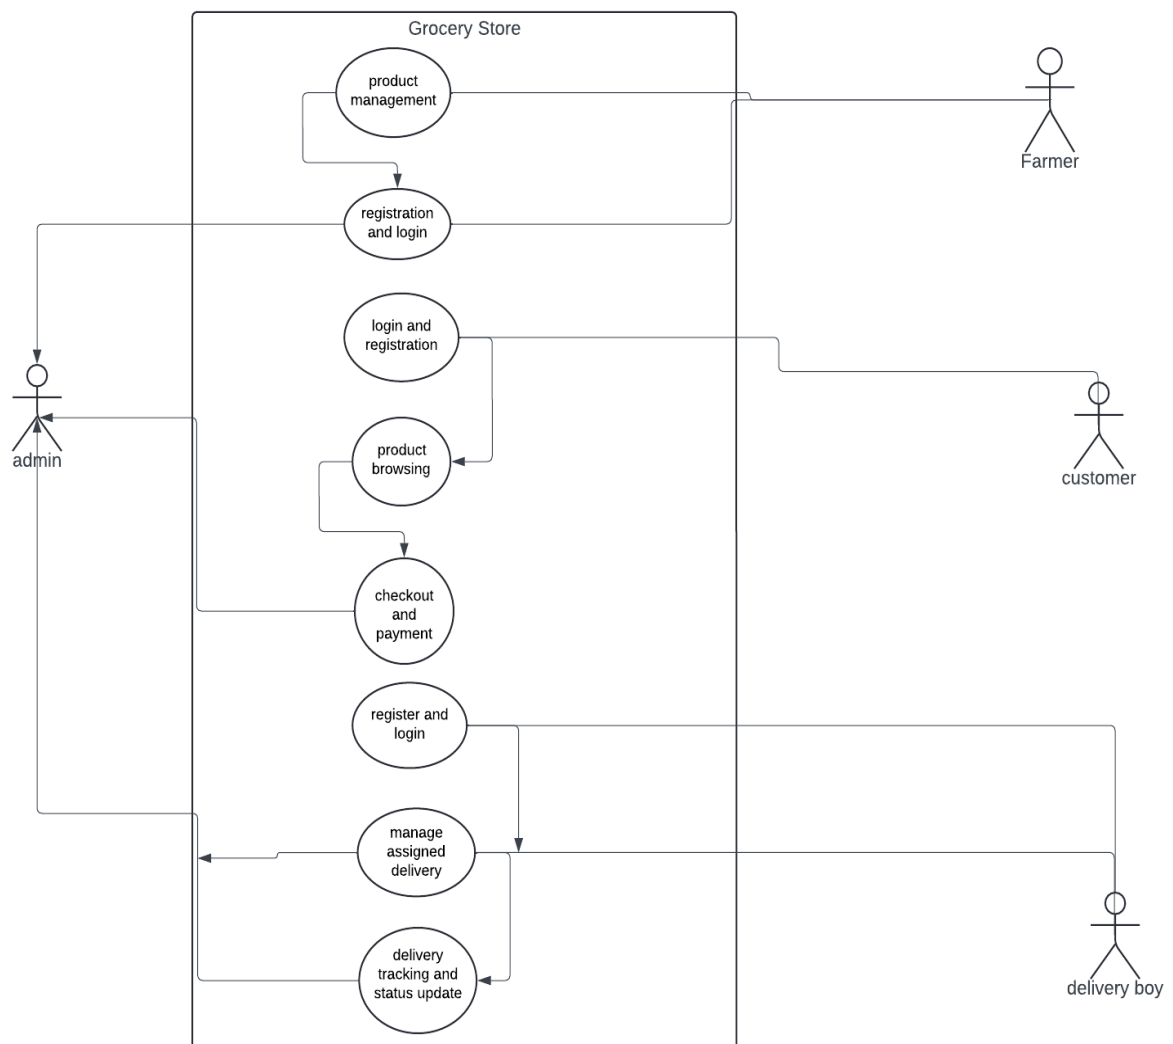 Grocery Store
product
management
Farmer
registration
and login
login and
registration
admin
product
browsing
customer
checkout
and
payment
register and
login
manage
assigned
delivery
delivery
tracking and
status update
delivery boy